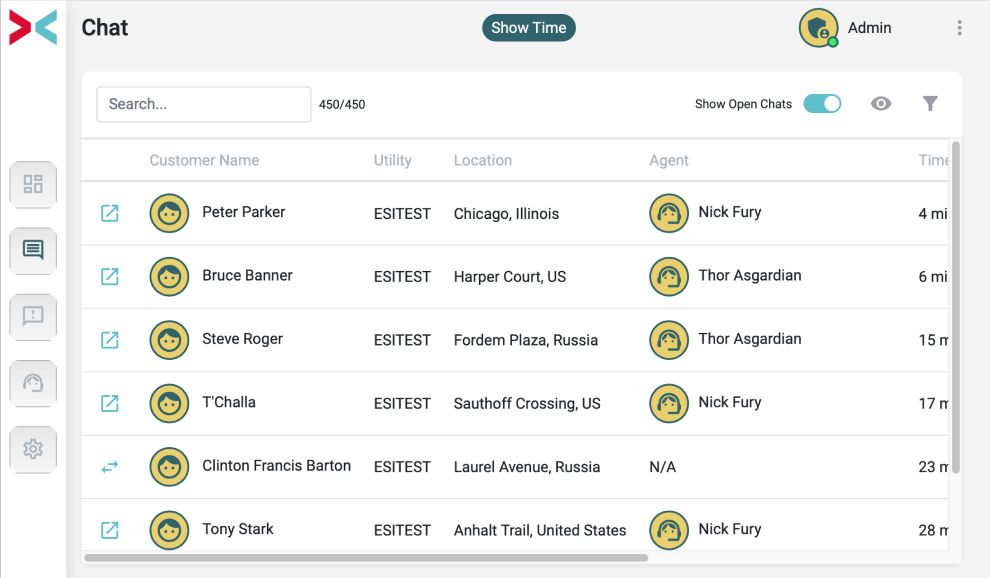 Chat
Show Time
Admin
Search...
450/450
Show Open Chats
Customer Name Utility Location Agent Time
Peter Parker ESITEST Chicago, Illinois Nick Fury 4 mi
Bruce Banner ESITEST Harper Court, US Thor Asgardian 6 mi
Steve Roger ESITEST Fordem Plaza, Russia Thor Asgardian 15 m
T'Challa ESITEST Sauthoff Crossing, US Nick Fury 17 m
Clinton Francis Barton ESITEST Laurel Avenue, Russia N/A 23 m
Tony Stark ESITEST Anhalt Trail, United States Nick Fury 28 m